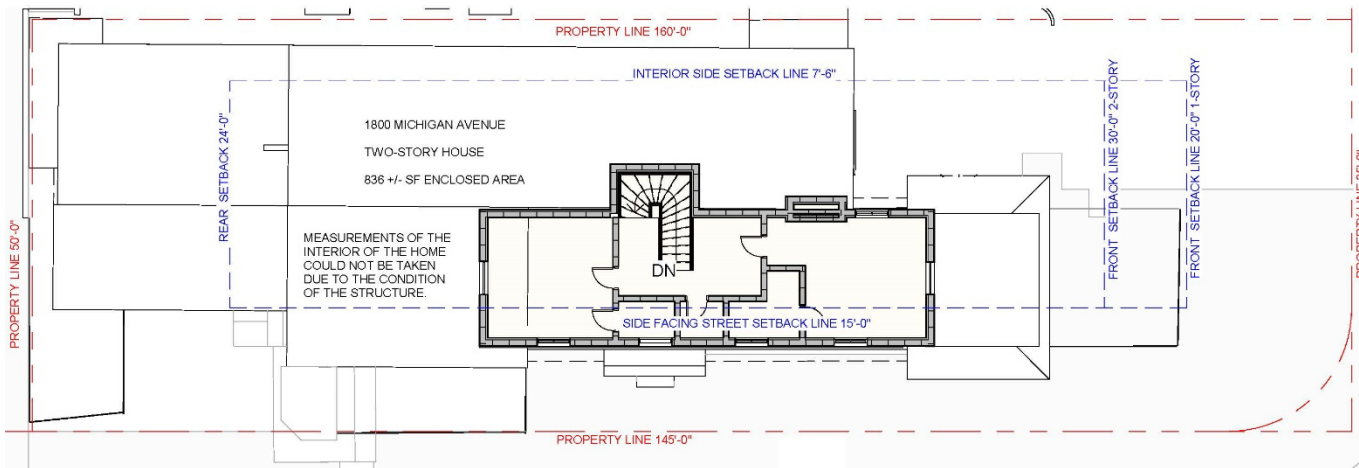 PROPERTY LINE 160'-0"
INTERIOR SIDE SETBACK LINE 7'-6"
FRONT SETBACK LINE 30'-0" 2-STORY
FRONT SETBACK LINE 20'-0" 1-STORY
1800 MICHIGAN AVENUE
TWO-STORY HOUSE
836 +/- SF ENCLOSED AREA
REAR SETBACK 24'-0"
MEASUREMENTS OF THE
INTERIOR OF THE HOME
COULD NOT BE TAKEN
DUE TO THE CONDITION
OF THE STRUCTURE.
DN
PROPERTY LINE 50'-0"
SIDE FACING STREET SETBACK LINE 15'-0"
PROPERTY LINE
PROPERTY LINE 145'-0"